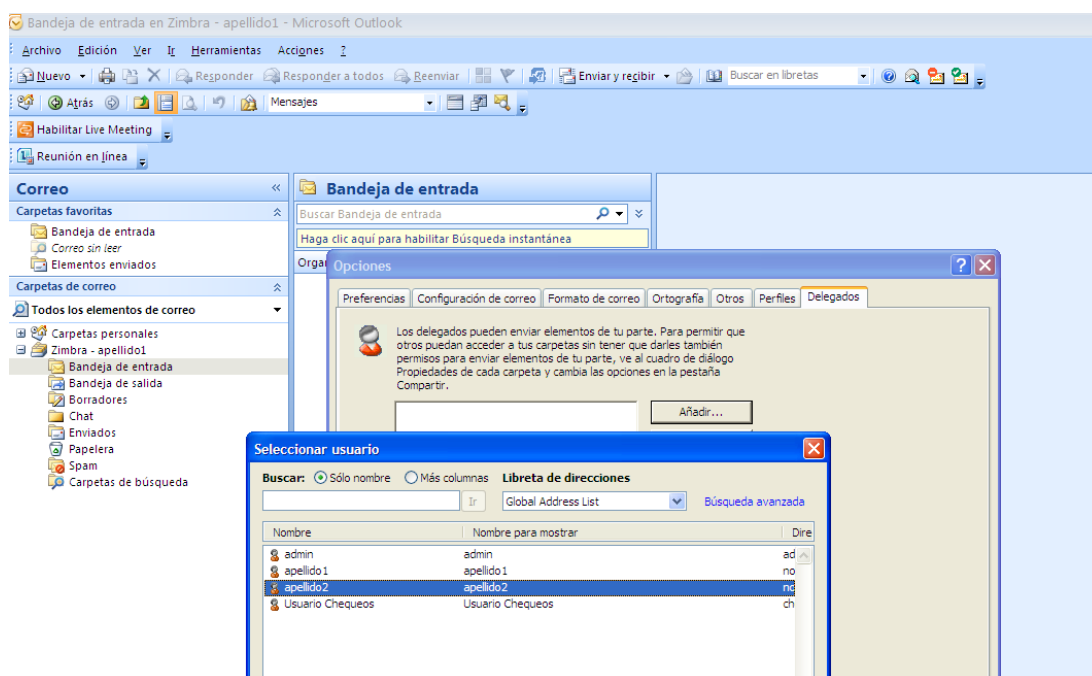 Bandeja de entrada en Zimbra - apellido1 - Microsoft Outlook
Archivo Edición Ver Ir Herramientas Acciones ?
Nuevo Responder Responder a todos Reenviar Enviar y recibir Buscar en libretas
Atrás Mensajes
Habilitar Live Meeting
Reunión en línea
Correo
Carpetas favoritas
Bandeja de entrada
Correo sin leer
Elementos enviados
Carpetas de correo
Todos los elementos de correo
Carpetas personales
Zimbra - apellido1
Bandeja de entrada
Bandeja de salida
Borradores
Chat
Enviados
Papelera
Spam
Carpetas de búsqueda
Bandeja de entrada
Buscar Bandeja de entrada
Haga clic aquí para habilitar Búsqueda instantánea
Opciones
Preferencias Configuración de correo Formato de correo Ortografía Otros Perfiles Delegados
Los delegados pueden enviar elementos de tu parte. Para permitir que
otros puedan acceder a tus carpetas sin tener que darles también
permisos para enviar elementos de tu parte, ve al cuadro de diálogo
Propiedades de cada carpeta y cambia las opciones en la pestaña
Compartir.
Añadir...
Seleccionar usuario
Buscar: Sólo nombre Más columnas Libreta de direcciones
Ir Global Address List Búsqueda avanzada
Nombre Nombre para mostrar Dire
admin admin ad
apellido1 apellido1 no
apellido2 apellido2 no
Usuario Chequeos Usuario Chequeos ch